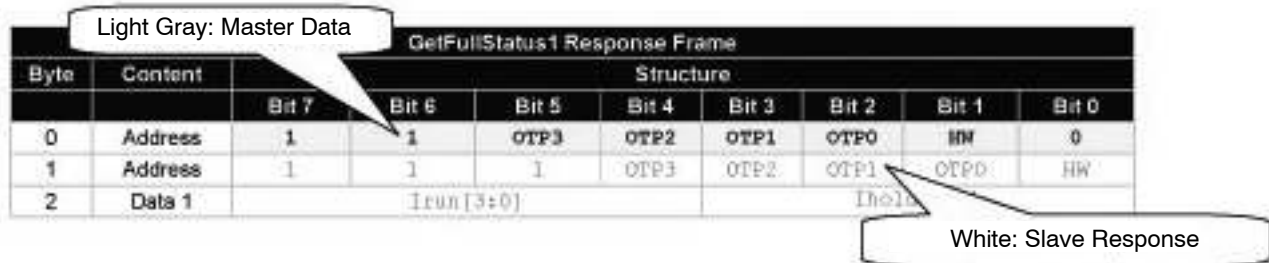 Light Gray: Master Data
GetFullStatus1 Response Frame
Byte Content Structure
Bit 7 Bit 6 Bit 5 Bit 4 Bit 3 Bit 2 Bit 1 Bit 0
0 Address 1 1 OTP3 OTP2 OTP1 OTP0 HW 0
1 Address 1 1 1 OTP3 OTP2 OTP1 OTP0 HW
2 Data 1 Irun[3:0] Ihold
White: Slave Response